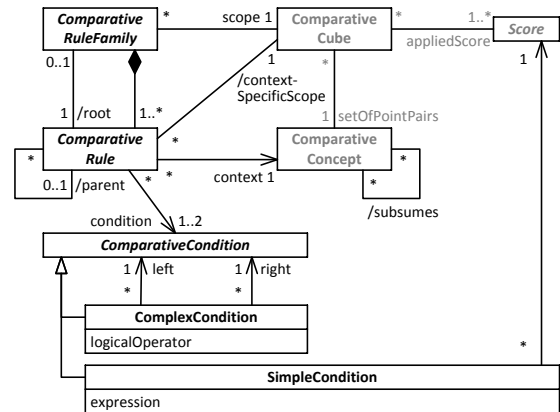 Comparative
RuleFamily
*
scope 1
Comparative
Cube
*
1..*
appliedScore
Score
0..1
1
/context-
SpecificScope
*
1
1
/root
1..*
1
setOfPointPairs
Comparative
Rule
*
*
*
context 1
Comparative
Concept
*
*
0..1
/parent
*
/subsumes
condition
1..2
ComparativeCondition
1
left
1
right
*
*
ComplexCondition
logicalOperator
*
SimpleCondition
expression